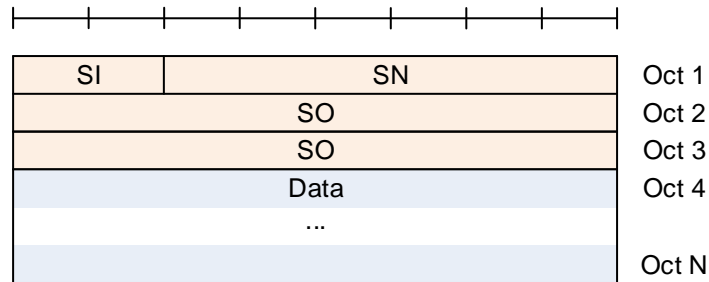 SI SN Oct 1
SO Oct 2
SO Oct 3
Data Oct 4
...
Oct N